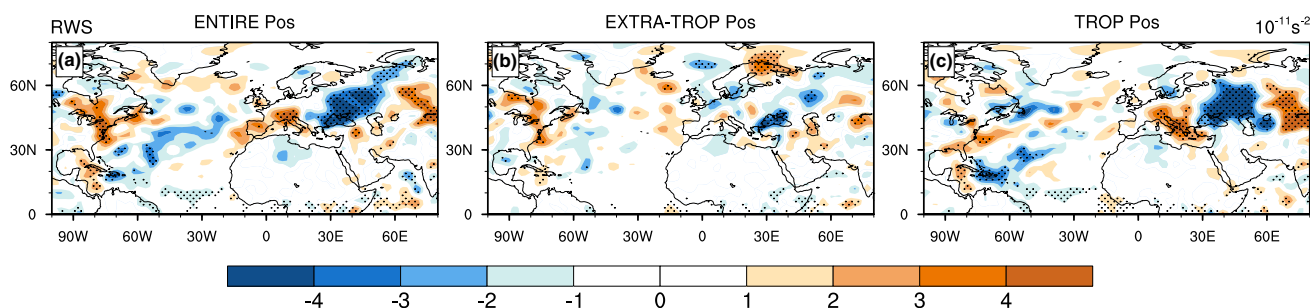 RWS
ENTIRE Pos
EXTRA-TROP Pos
TROP Pos
10⁻¹¹s⁻²
(a)
(b)
(c)
60N
30N
0
90W 60W 30W 0 30E 60E
60N
30N
0
90W 60W 30W 0 30E 60E
60N
30N
0
90W 60W 30W 0 30E 60E
-4 -3 -2 -1 0 1 2 3 4